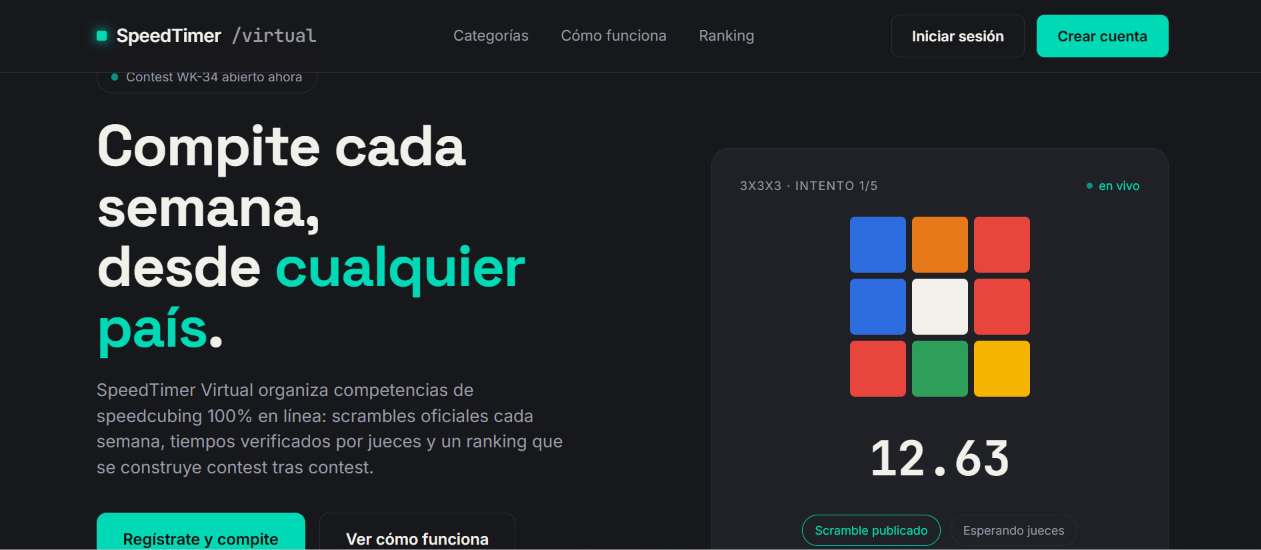 SpeedTimer /virtual
Categorías
Cómo funciona
Ranking
Iniciar sesión
Crear cuenta
Contest WK-34 abierto ahora
Compite cada
semana,
desde cualquier
país.
SpeedTimer Virtual organiza competencias de
speedcubing 100% en línea: scrambles oficiales cada
semana, tiempos verificados por jueces y un ranking que
se construye contest tras contest.
Regístrate y compite
Ver cómo funciona
3X3X3 · INTENTO 1/5
en vivo
12.63
Scramble publicado
Esperando jueces